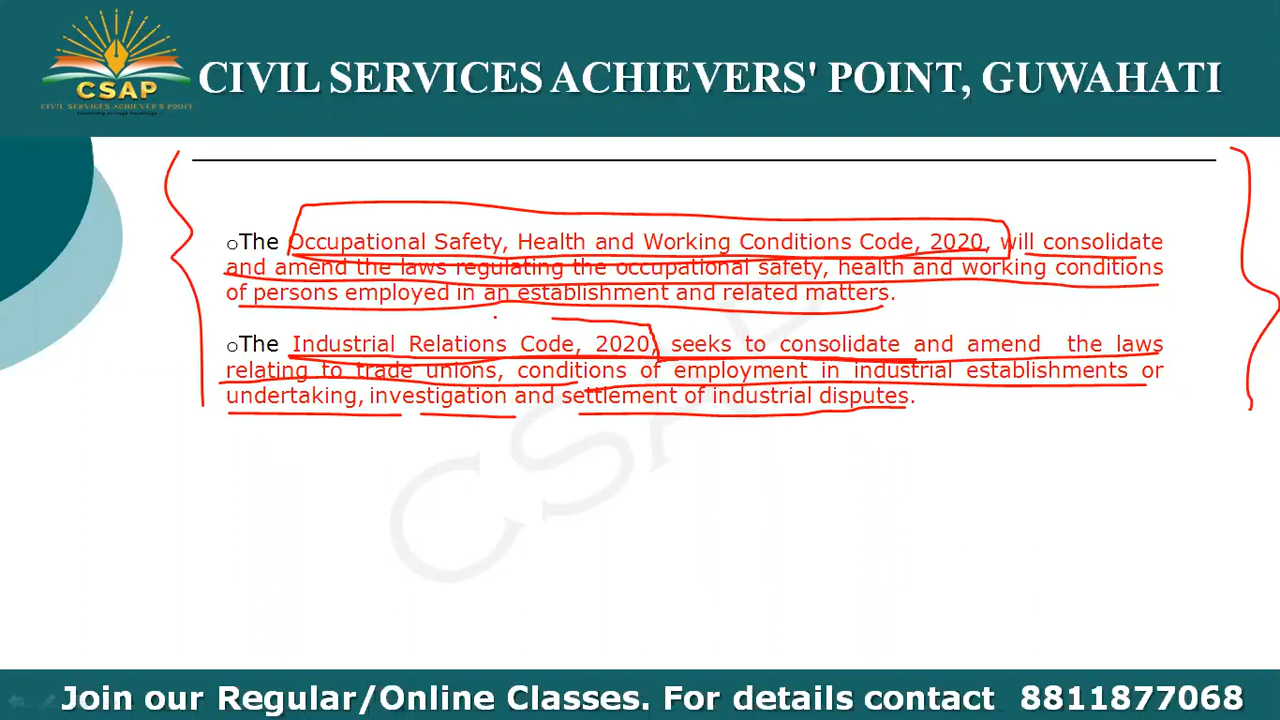 CSAP
CIVIL SERVICES ACHIEVER'S POINT
CIVIL SERVICES ACHIEVERS' POINT, GUWAHATI
oThe Occupational Safety, Health and Working Conditions Code, 2020, will consolidate
and amend the laws regulating the occupational safety, health and working conditions
of persons employed in an establishment and related matters.
oThe Industrial Relations Code, 2020, seeks to consolidate and amend the laws
relating to trade unions, conditions of employment in industrial establishments or
undertaking, investigation and settlement of industrial disputes.
CSAP
Join our Regular/Online Classes. For details contact 8811877068